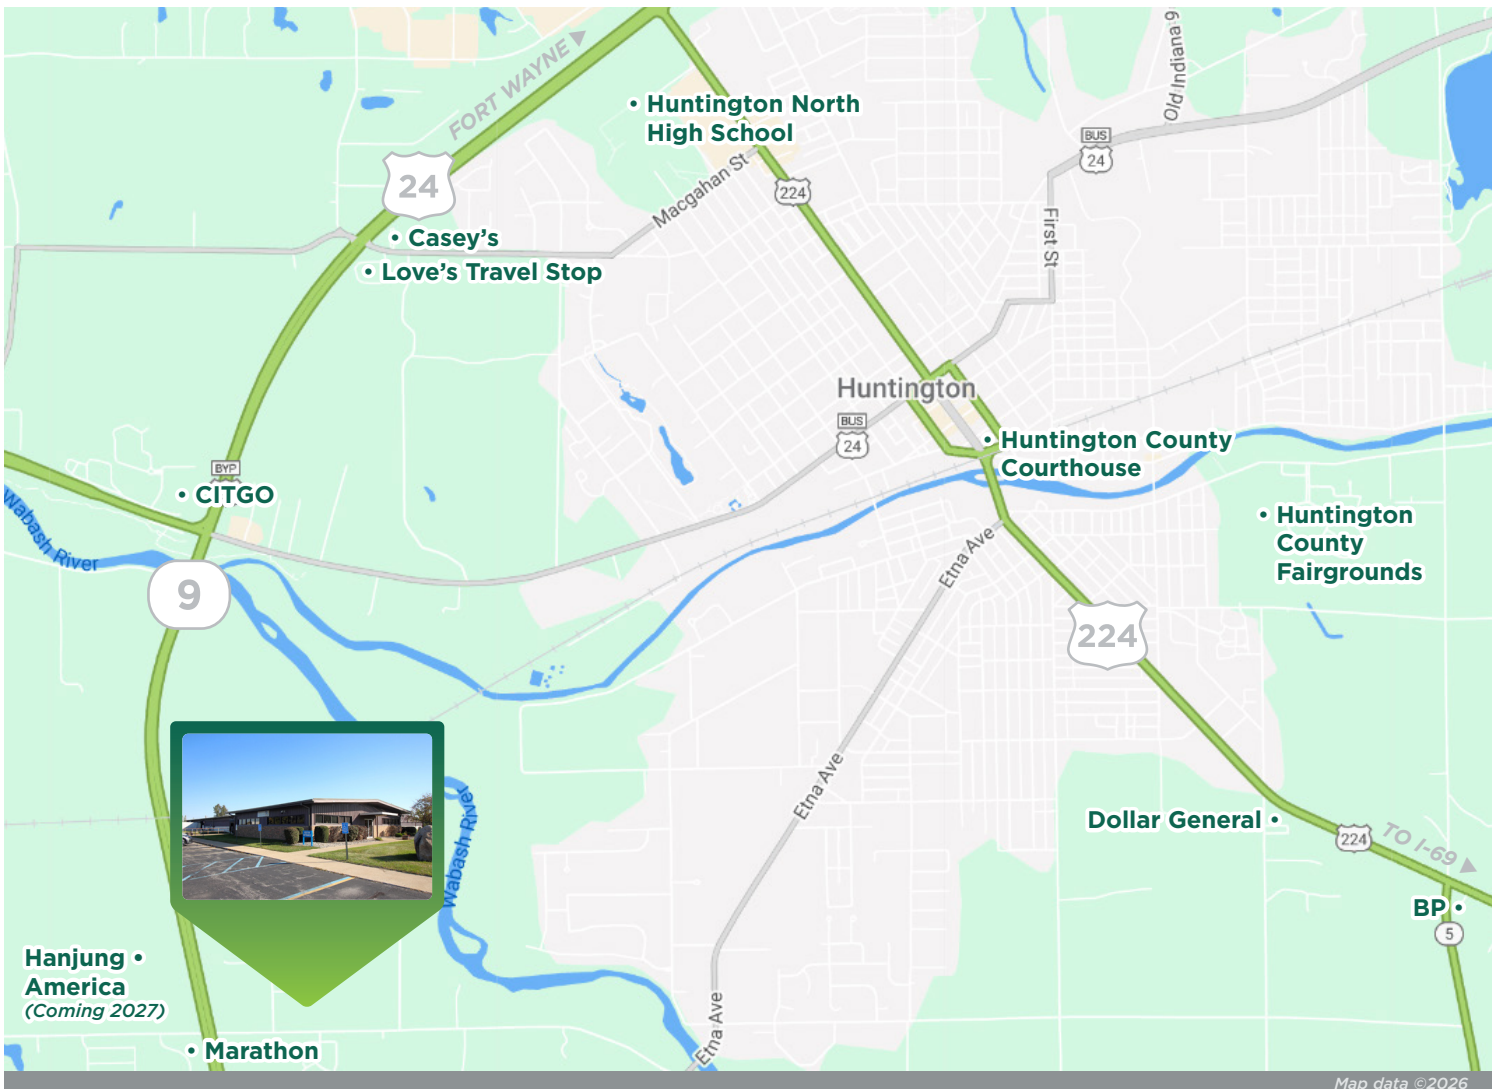 Old Indiana 9
FORT WAYNE
• Huntington North
High School
BUS
24
24
Macgahan St
224
First St
• Casey’s
• Love’s Travel Stop
Huntington
BUS
24
• Huntington County
Courthouse
BYP
• CITGO
Wabash River
• Huntington
County
Fairgrounds
Etna Ave
9
224
Etna Ave
Wabash River
Dollar General •
224
TO I-69
BP •
5
Hanjung •
America
(Coming 2027)
Etna Ave
• Marathon
Map data ©2026